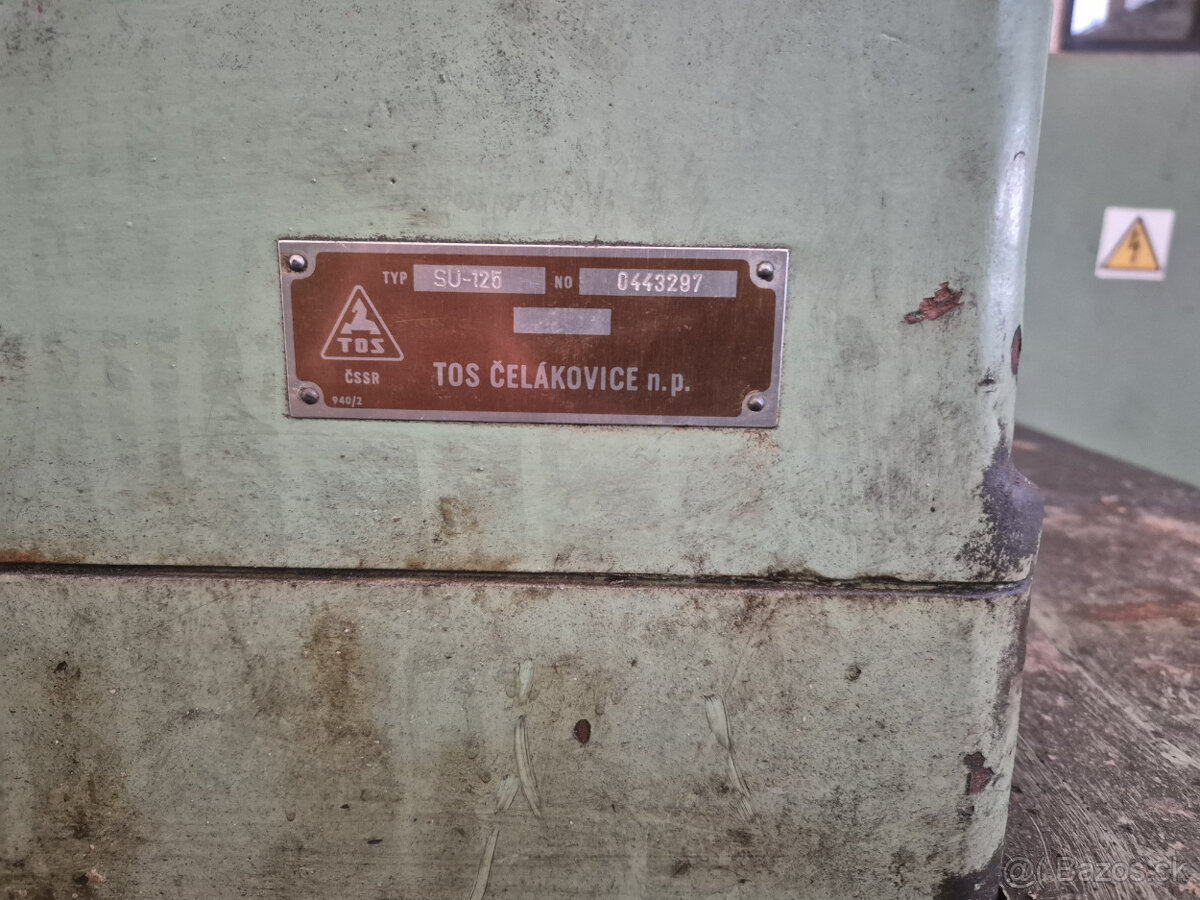 TYP SU-125 NO 0443297
TOS
ČSSR
TOS ČELÁKOVICE n.p.
940/2
@ Bazos.sk